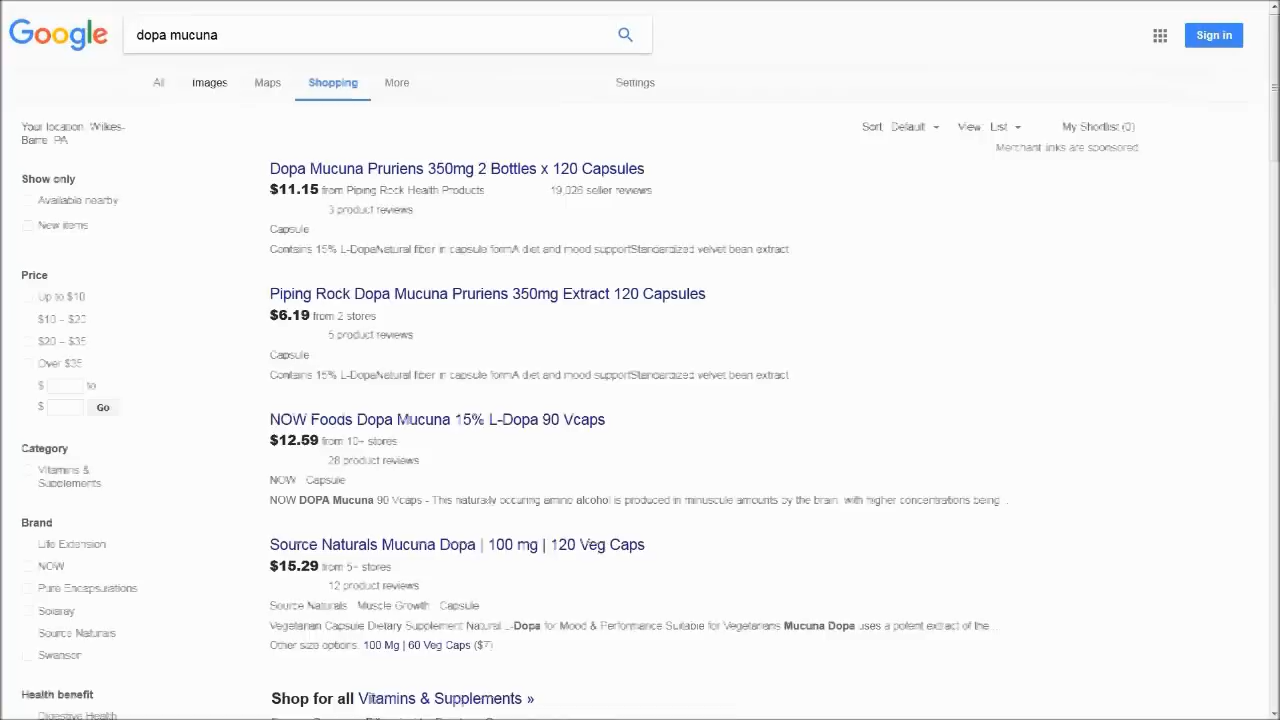 Google
dopa mucuna
Sign in
All Images Maps Shopping More Settings
Your location: Wilkes-
Barre, PA
Sort: Default View: List My Shortlist (0)
Merchant links are sponsored
Show only
Available nearby
New items
Price
Up to $10
$10 – $20
$20 – $35
Over $35
$ to
$ Go
Category
Vitamins &
Supplements
Brand
Life Extension
NOW
Pure Encapsulations
Solaray
Source Naturals
Swanson
Health benefit
Digestive Health
Dopa Mucuna Pruriens 350mg 2 Bottles x 120 Capsules
$11.15 from Piping Rock Health Products 19,026 seller reviews
3 product reviews
Capsule
Contains 15% L-DopaNatural fiber in capsule formA diet and mood supportStandardized velvet bean extract
Piping Rock Dopa Mucuna Pruriens 350mg Extract 120 Capsules
$6.19 from 2 stores
5 product reviews
Capsule
Contains 15% L-DopaNatural fiber in capsule formA diet and mood supportStandardized velvet bean extract
NOW Foods Dopa Mucuna 15% L-Dopa 90 Vcaps
$12.59 from 10+ stores
28 product reviews
NOW Capsule
NOW DOPA Mucuna 90 Vcaps - This naturally occuring amino alcohol is produced in minuscule amounts by the brain, with higher concentrations being ...
Source Naturals Mucuna Dopa | 100 mg | 120 Veg Caps
$15.29 from 5+ stores
12 product reviews
Source Naturals Muscle Growth Capsule
Vegetarian Capsule Dietary Supplement Natural L-Dopa for Mood & Performance Suitable for Vegetarians Mucuna Dopa uses a potent extract of the ...
Other size options: 100 Mg | 60 Veg Caps ($7)
Shop for all Vitamins & Supplements »